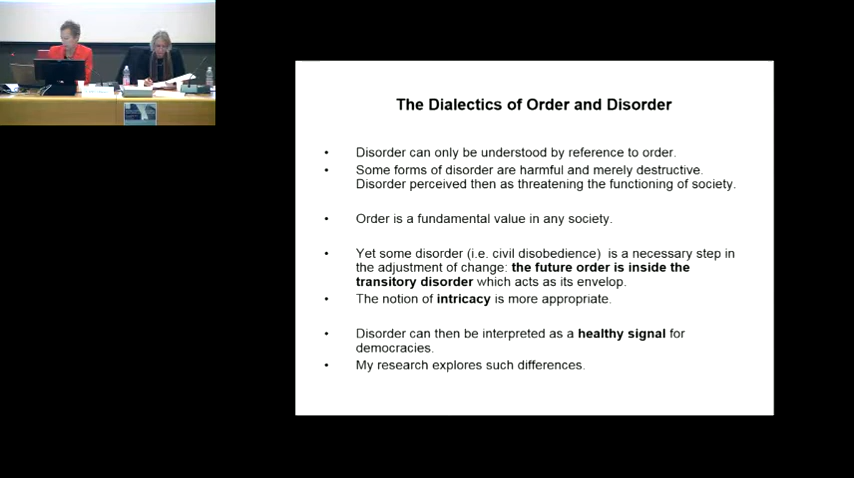 The Dialectics of Order and Disorder
• Disorder can only be understood by reference to order.
• Some forms of disorder are harmful and merely destructive.
Disorder perceived then as threatening the functioning of society.
• Order is a fundamental value in any society.
• Yet some disorder (i.e. civil disobedience)  is a necessary step in
the adjustment of change: the future order is inside the
transitory disorder which acts as its envelop.
• The notion of intricacy is more appropriate.
• Disorder can then be interpreted as a healthy signal for
democracies.
• My research explores such differences.